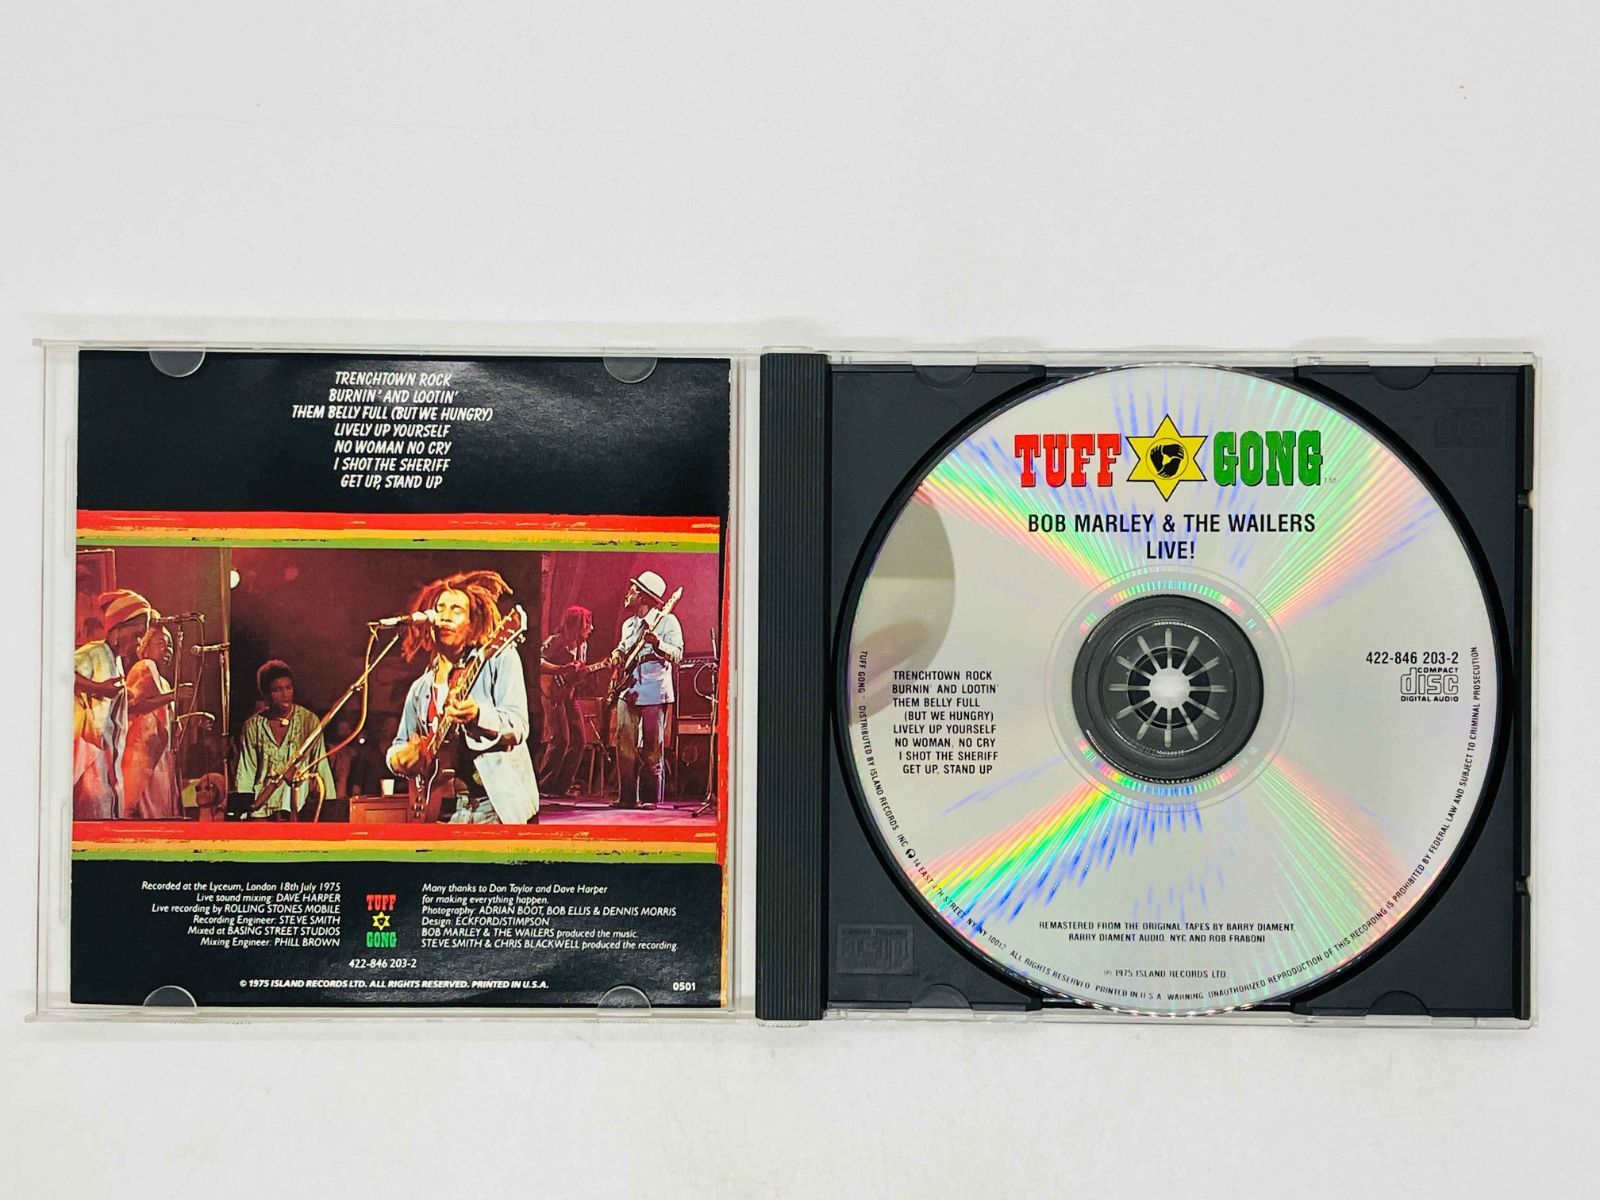 TRENCHTOWN ROCK
BURNIN' AND LOOTIN'
THEM BELLY FULL (BUT WE HUNGRY)
LIVELY UP YOURSELF
NO WOMAN NO CRY
I SHOT THE SHERIFF
GET UP, STAND UP
Recorded at the Lyceum, London 18th July 1975
Live sound mixing: DAVE HARPER
Live recording by ROLLING STONES MOBILE
Recording Engineer: STEVE SMITH
Mixed at BASING STREET STUDIOS
Mixing Engineer: PHILL BROWN
TUFF
GONG
Many thanks to Don Taylor and Dave Harper
for making everything happen.
Photography: ADRIAN BOOT, BOB ELLIS & DENNIS MORRIS
Design: ECKFORD/STIMPSON
BOB MARLEY & THE WAILERS produced the music.
STEVE SMITH & CHRIS BLACKWELL produced the recording.
422-846 203-2
© 1975 ISLAND RECORDS LTD. ALL RIGHTS RESERVED. PRINTED IN U.S.A.
0501
TUFF GONG™
BOB MARLEY & THE WAILERS
LIVE!
422-846 203-2
COMPACT
disc
DIGITAL AUDIO
TRENCHTOWN ROCK
BURNIN' AND LOOTIN'
THEM BELLY FULL
(BUT WE HUNGRY)
LIVELY UP YOURSELF
NO WOMAN, NO CRY
I SHOT THE SHERIFF
GET UP, STAND UP
REMASTERED FROM THE ORIGINAL TAPES BY BARRY DIAMENT,
BARRY DIAMENT AUDIO, NYC AND ROB FRABONI
℗ 1975 ISLAND RECORDS LTD.
TUFF GONG™ DISTRIBUTED BY ISLAND RECORDS, INC. 14 EAST 4TH STREET NY, NY 10012. ALL RIGHTS RESERVED. PRINTED IN U.S.A. WARNING: UNAUTHORIZED REPRODUCTION OF THIS RECORDING IS PROHIBITED BY FEDERAL LAW AND SUBJECT TO CRIMINAL PROSECUTION.